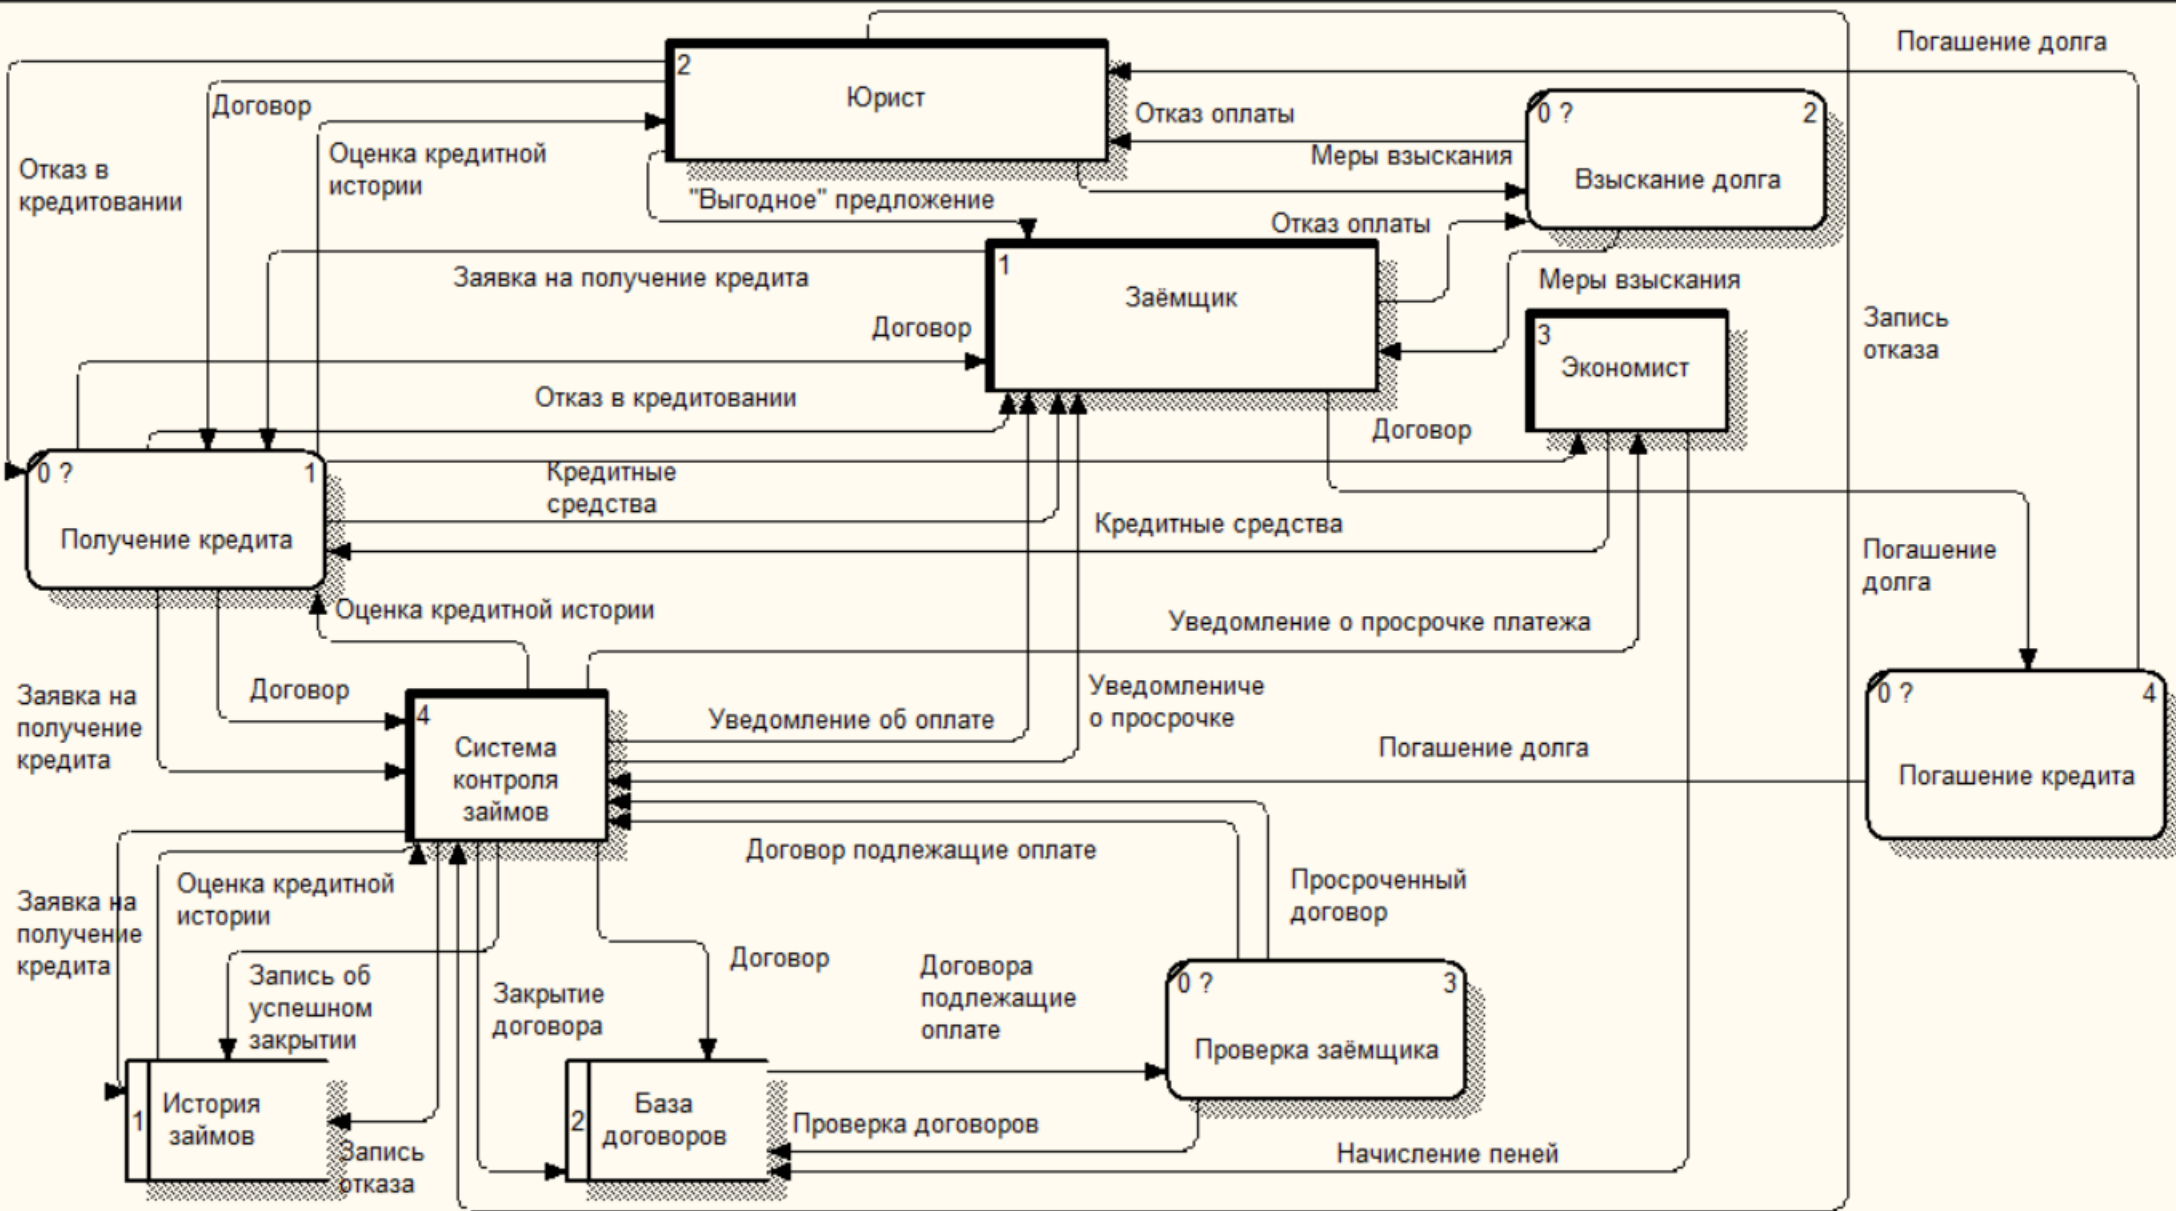 Погашение долга
2
Юрист
Договор
Отказ оплаты
0 ?
2
Взыскание долга
Оценка кредитной
истории
Меры взыскания
Отказ в
кредитовании
"Выгодное" предложение
Отказ оплаты
Заявка на получение кредита
1
Заёмщик
Меры взыскания
Договор
3
Экономист
Запись
отказа
Отказ в кредитовании
Договор
0 ?
1
Получение кредита
Кредитные
средства
Кредитные средства
Погашение
долга
Оценка кредитной истории
Уведомление о просрочке платежа
Заявка на
получение
кредита
Договор
4
Система
контроля
займов
Уведомление об оплате
Уведомлениче
о просрочке
Погашение долга
0 ?
4
Погашение кредита
Договор подлежащие оплате
Просроченный
договор
Заявка на
получение
кредита
Оценка кредитной
истории
Запись об
успешном
закрытии
Закрытие
договора
Договор
Договора
подлежащие
оплате
0 ?
3
Проверка заёмщика
1
История
займов
Запись
отказа
2
База
договоров
Проверка договоров
Начисление пеней